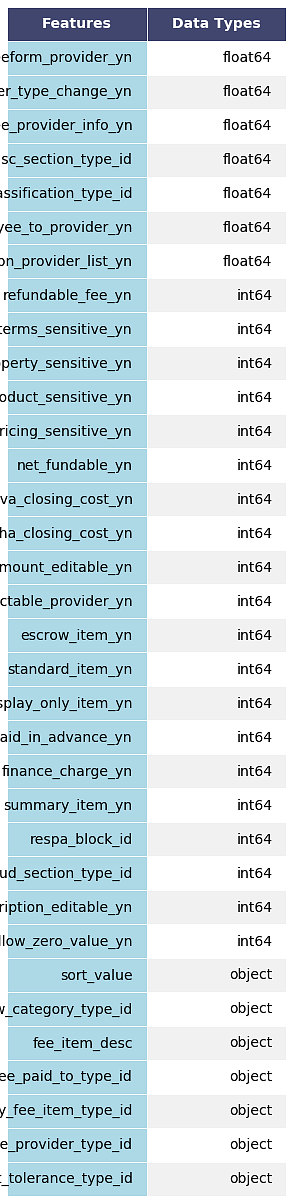 Features Data Types
eform_provider_yn float64
er_type_change_yn float64
e_provider_info_yn float64
sc_section_type_id float64
assification_type_id float64
yee_to_provider_yn float64
on_provider_list_yn float64
refundable_fee_yn int64
terms_sensitive_yn int64
operty_sensitive_yn int64
oduct_sensitive_yn int64
ricing_sensitive_yn int64
net_fundable_yn int64
va_closing_cost_yn int64
ha_closing_cost_yn int64
mount_editable_yn int64
ctable_provider_yn int64
escrow_item_yn int64
standard_item_yn int64
splay_only_item_yn int64
aid_in_advance_yn int64
finance_charge_yn int64
summary_item_yn int64
respa_block_id int64
ud_section_type_id int64
ription_editable_yn int64
llow_zero_value_yn int64
sort_value object
w_category_type_id object
fee_item_desc object
ee_paid_to_type_id object
y_fee_item_type_id object
e_provider_type_id object
t_tolerance_type_id object